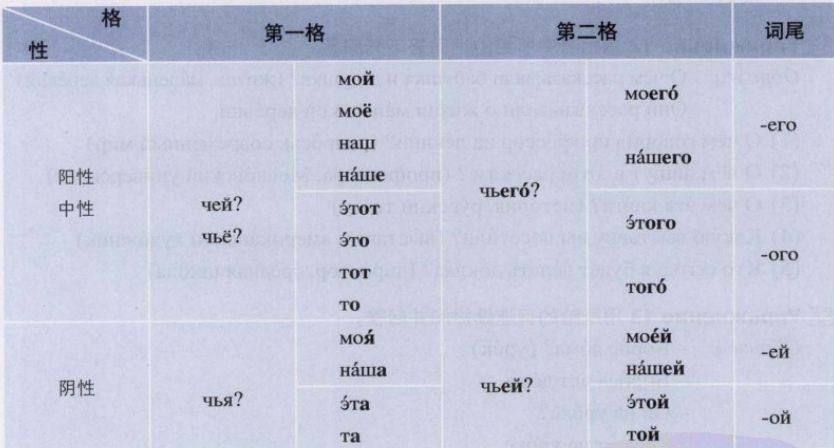 格
性
第一格
第二格
词尾
阳性
中性
чей?
чьё?
мой
моё
наш
на́ше
э́тот
э́то
тот
то
чьего́?
моего́
на́шего
э́того
того́
-его
-ого
阴性
чья?
моя́
на́ша
э́та
та
чьей?
мое́й
на́шей
э́той
той
-ей
-ой